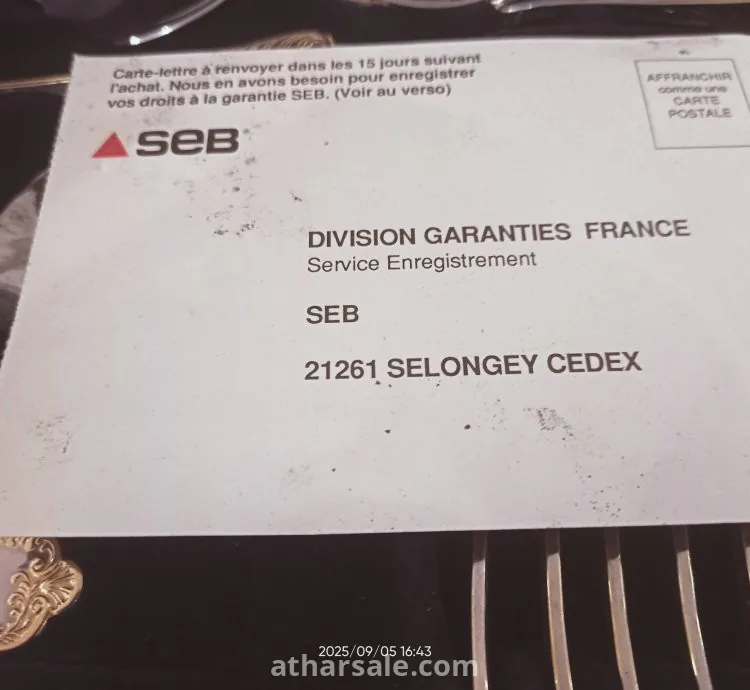 Carte-lettre à renvoyer dans les 15 jours suivant
l'achat. Nous en avons besoin pour enregistrer
vos droits à la garantie SEB. (Voir au verso)
AFFRANCHIR
comme une
CARTE
POSTALE
SEB
DIVISION GARANTIES FRANCE
Service Enregistrement
SEB
21261 SELONGEY CEDEX
2025/09/05 16:43
atharsale.com